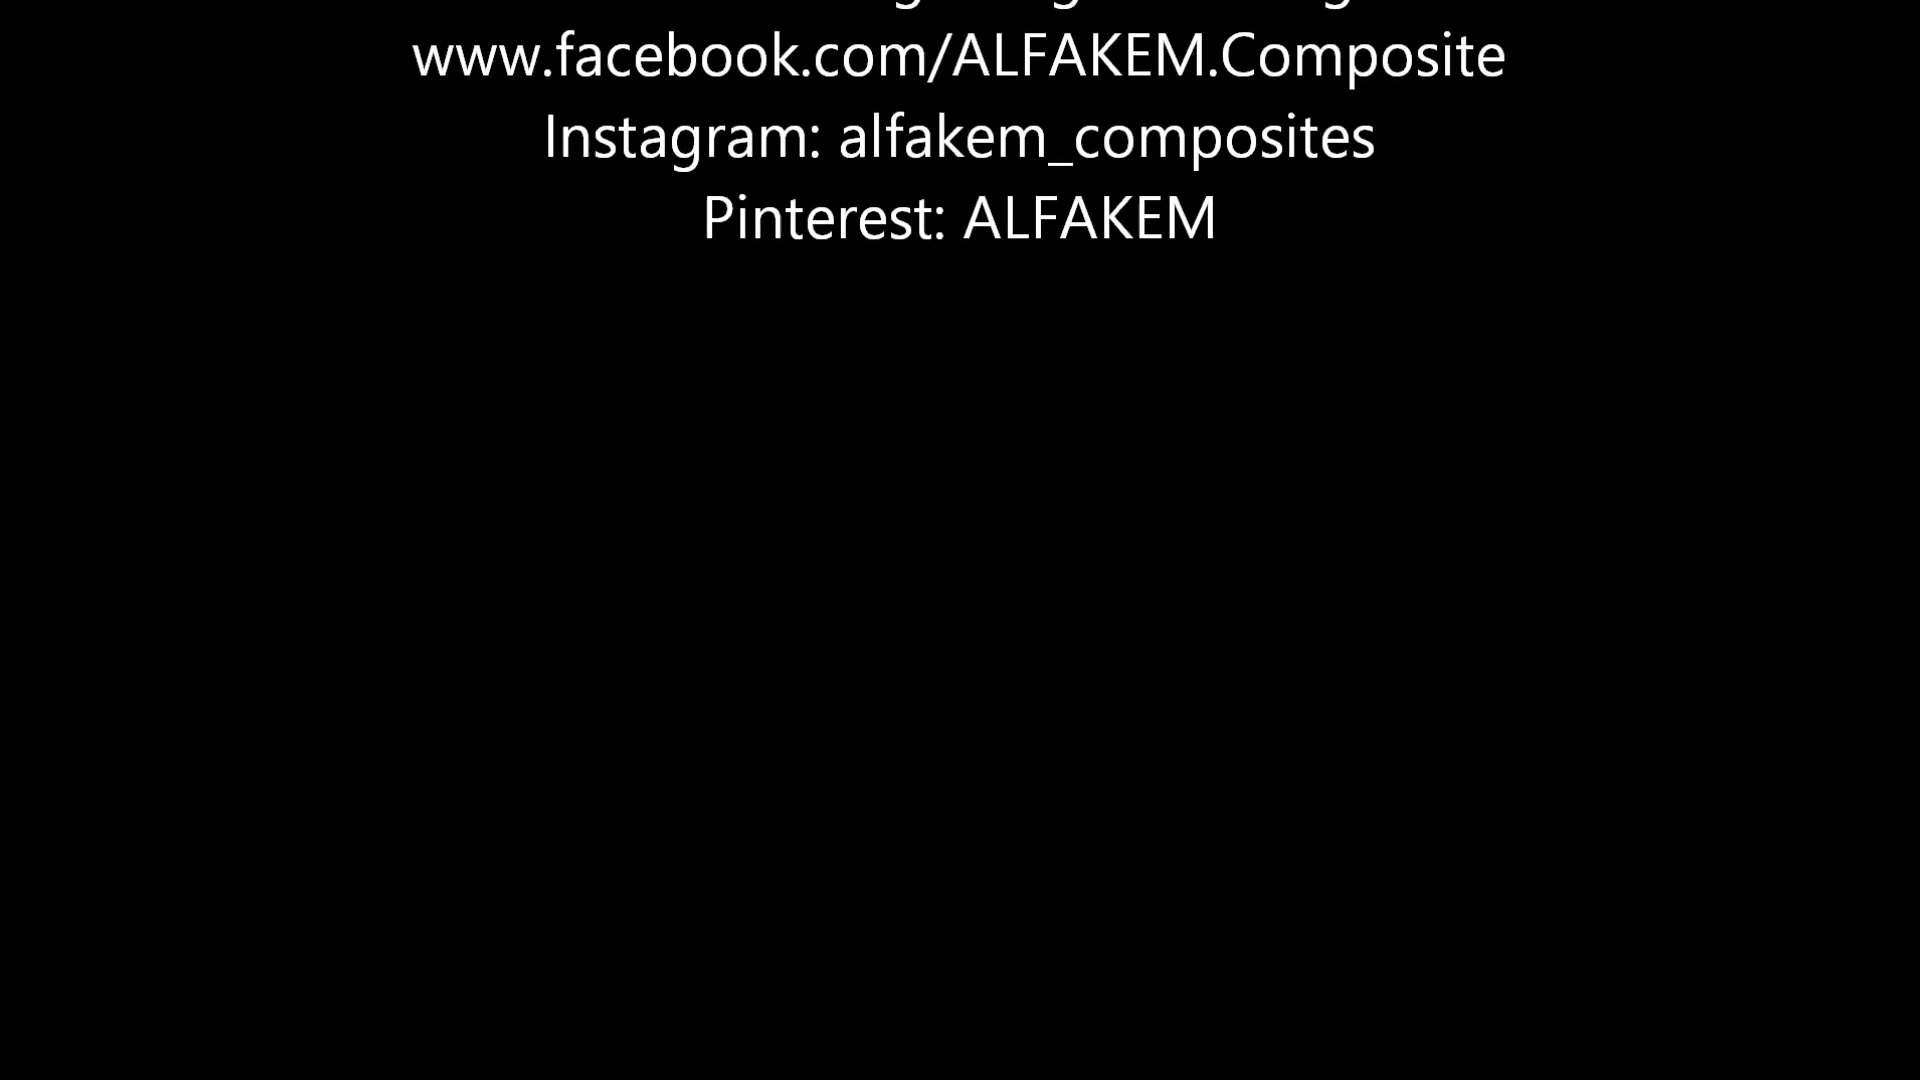 www.facebook.com/ALFAKEM.Composite
Instagram: alfakem_composites
Pinterest: ALFAKEM